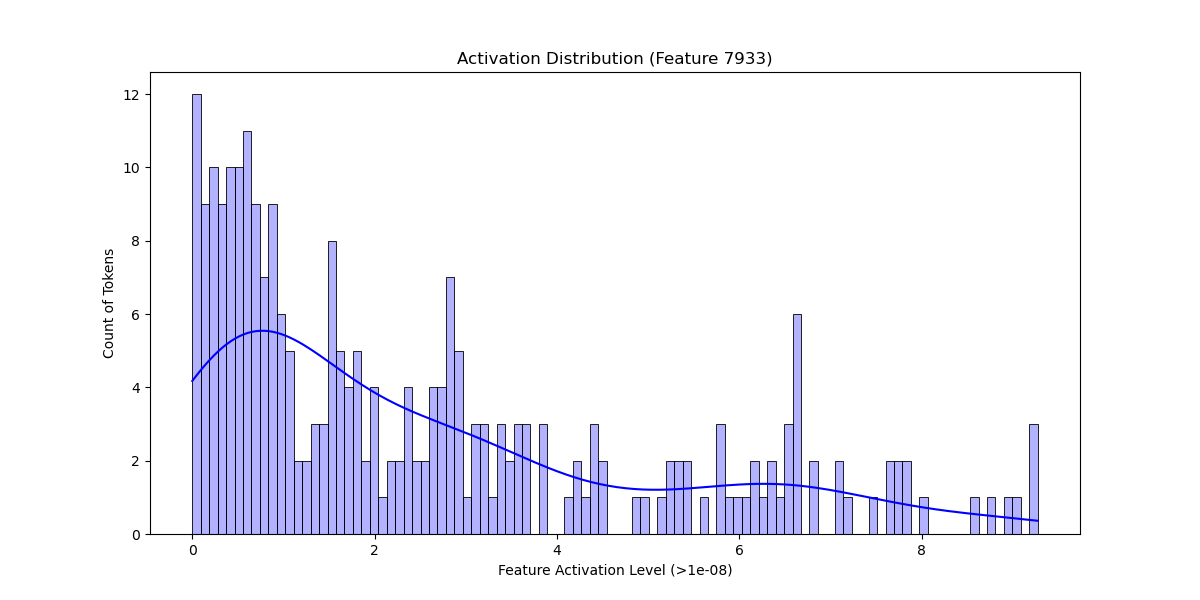 Activation Distribution (Feature 7933)
12
10
8
6
4
2
0
Count of Tokens
0 2 4 6 8
Feature Activation Level (>1e-08)